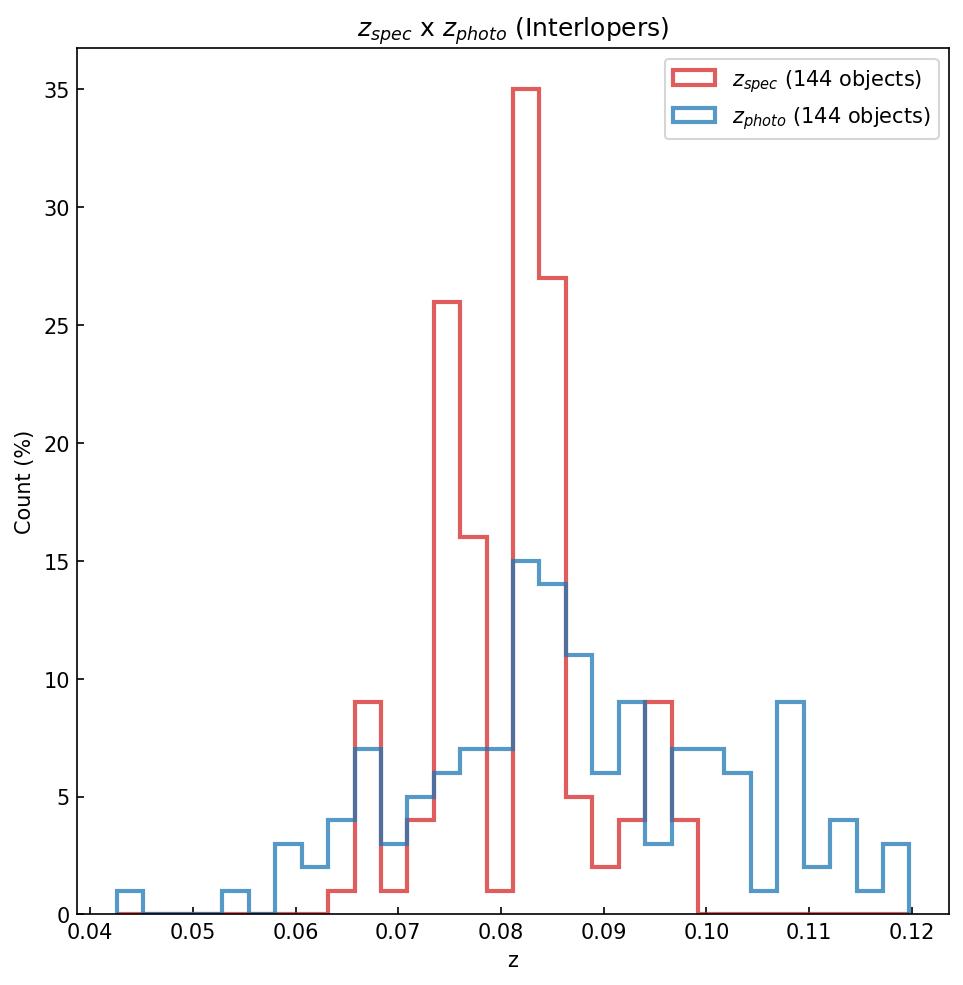 z_spec x z_photo (Interlopers)
z_spec (144 objects)
z_photo (144 objects)
Count (%)
35
30
25
20
15
10
5
0
0.04 0.05 0.06 0.07 0.08 0.09 0.10 0.11 0.12
z